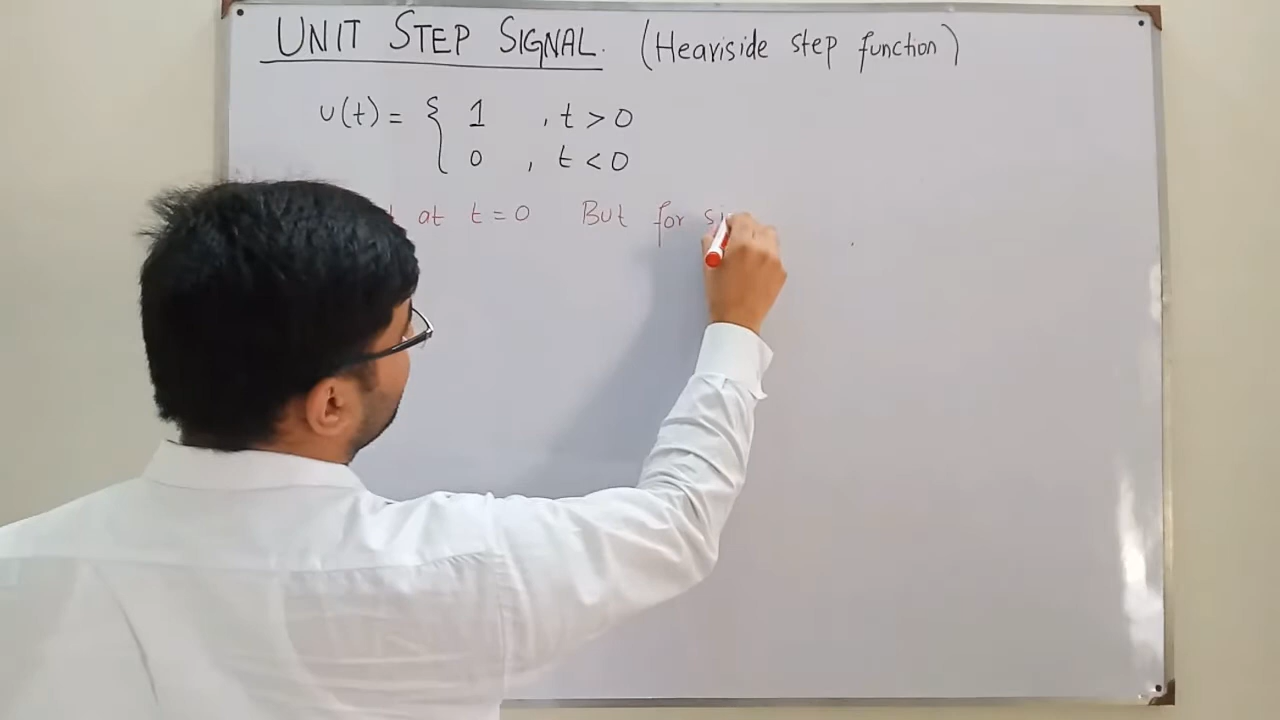 UNIT STEP SIGNAL. (Heaviside step function)
u(t) = { 1 , t > 0
0 , t < 0
at t = 0 But for